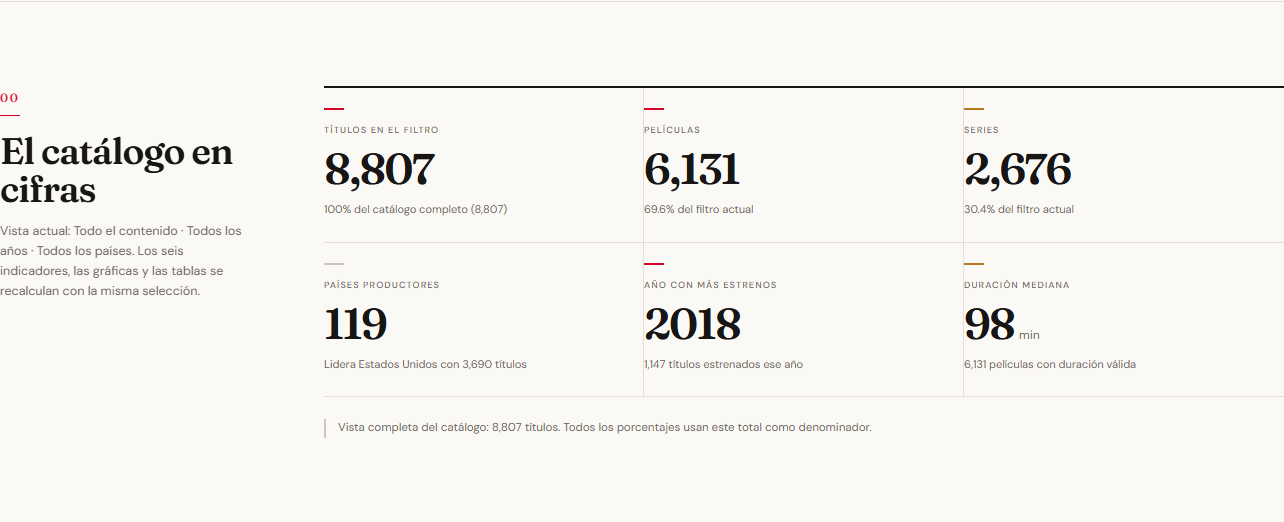 00
El catálogo en
cifras
Vista actual: Todo el contenido · Todos los
años · Todos los países. Los seis
indicadores, las gráficas y las tablas se
recalculan con la misma selección.
TÍTULOS EN EL FILTRO
8,807
100% del catálogo completo (8,807)
PELÍCULAS
6,131
69.6% del filtro actual
SERIES
2,676
30.4% del filtro actual
PAÍSES PRODUCTORES
119
Lidera Estados Unidos con 3,690 títulos
AÑO CON MÁS ESTRENOS
2018
1,147 títulos estrenados ese año
DURACIÓN MEDIANA
98 min
6,131 películas con duración válida
Vista completa del catálogo: 8,807 títulos. Todos los porcentajes usan este total como denominador.